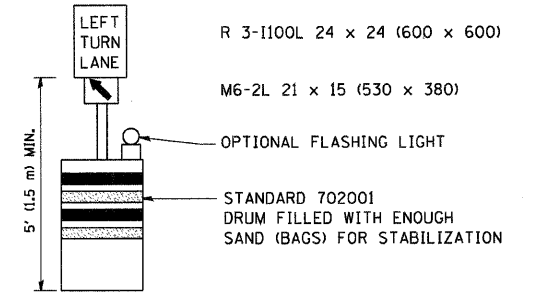 LEFT
TURN
LANE
R 3-I100L 24 x 24 (600 x 600)
M6-2L 21 x 15 (530 x 380)
OPTIONAL FLASHING LIGHT
5' (1.5 m) MIN.
STANDARD 702001
DRUM FILLED WITH ENOUGH
SAND (BAGS) FOR STABILIZATION